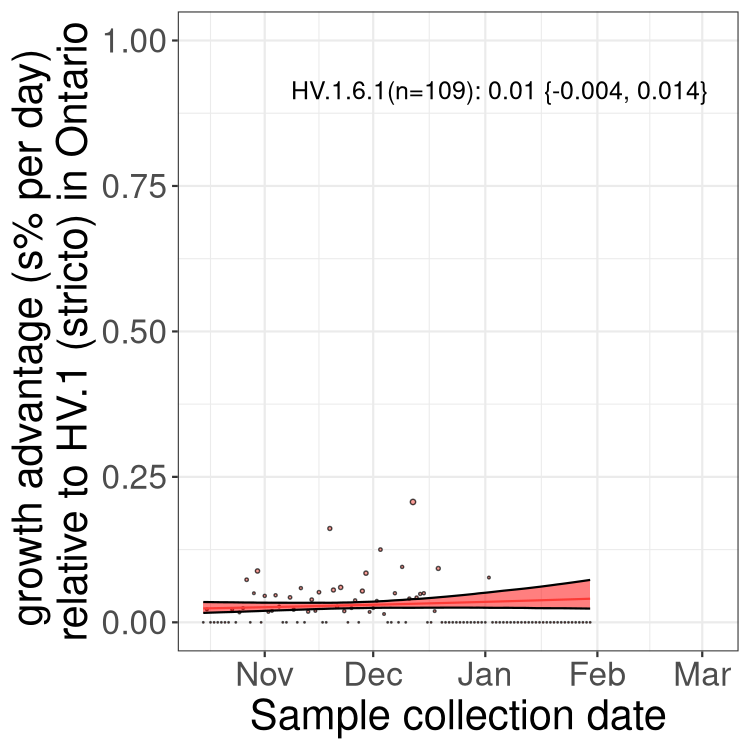 growth advantage (s% per day)
relative to HV.1 (stricto) in Ontario
1.00
0.75
0.50
0.25
0.00
HV.1.6.1(n=109): 0.01 {-0.004, 0.014}
Nov Dec Jan Feb Mar
Sample collection date